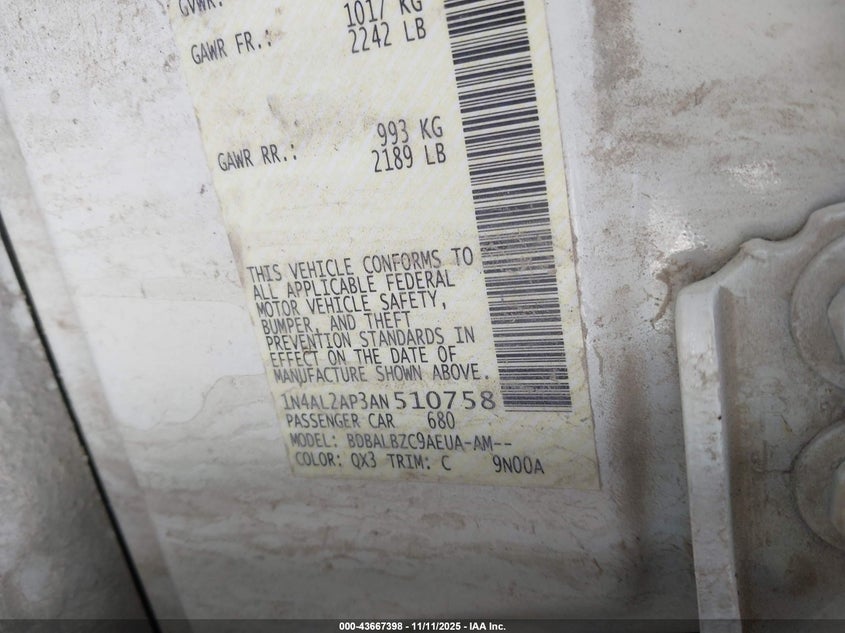 GVWR:
GAWR FR.: 1017 KG
2242 LB
GAWR RR.: 993 KG
2189 LB
THIS VEHICLE CONFORMS TO
ALL APPLICABLE FEDERAL
MOTOR VEHICLE SAFETY,
BUMPER, AND THEFT
PREVENTION STANDARDS IN
EFFECT ON THE DATE OF
MANUFACTURE SHOWN ABOVE.
1N4AL2AP3AN510758
PASSENGER CAR 680
MODEL: BDBALBZC9AEUA-AM--
COLOR: QX3 TRIM: C 9N00A
000-43667398 - 11/11/2025 - IAA Inc.